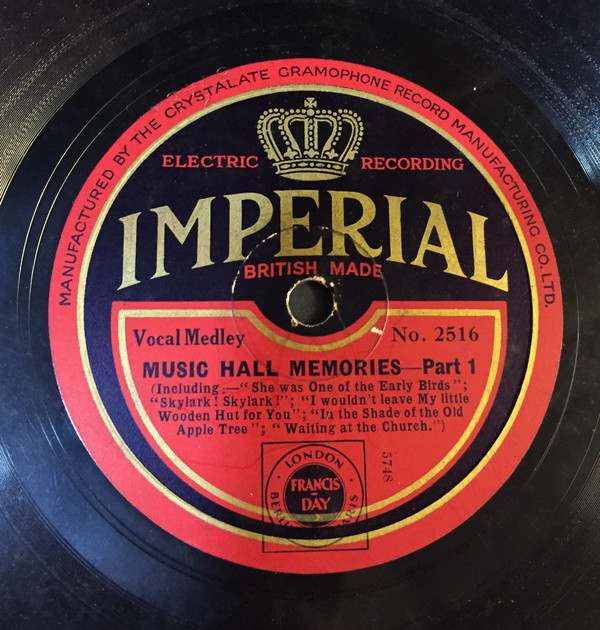 MANUFACTURED BY THE CRYSTALATE GRAMOPHONE RECORD MANUFACTURING CO. LTD.
ELECTRIC RECORDING
IMPERIAL
BRITISH MADE
Vocal Medley No. 2516
MUSIC HALL MEMORIES—Part 1
(Including:—“She was One of the Early Birds”;
“Skylark! Skylark!”; “I wouldn't leave My little
Wooden Hut for You”; “In the Shade of the Old
Apple Tree”; “Waiting at the Church.”)
5748
· LONDON ·
FRANCIS
-
DAY